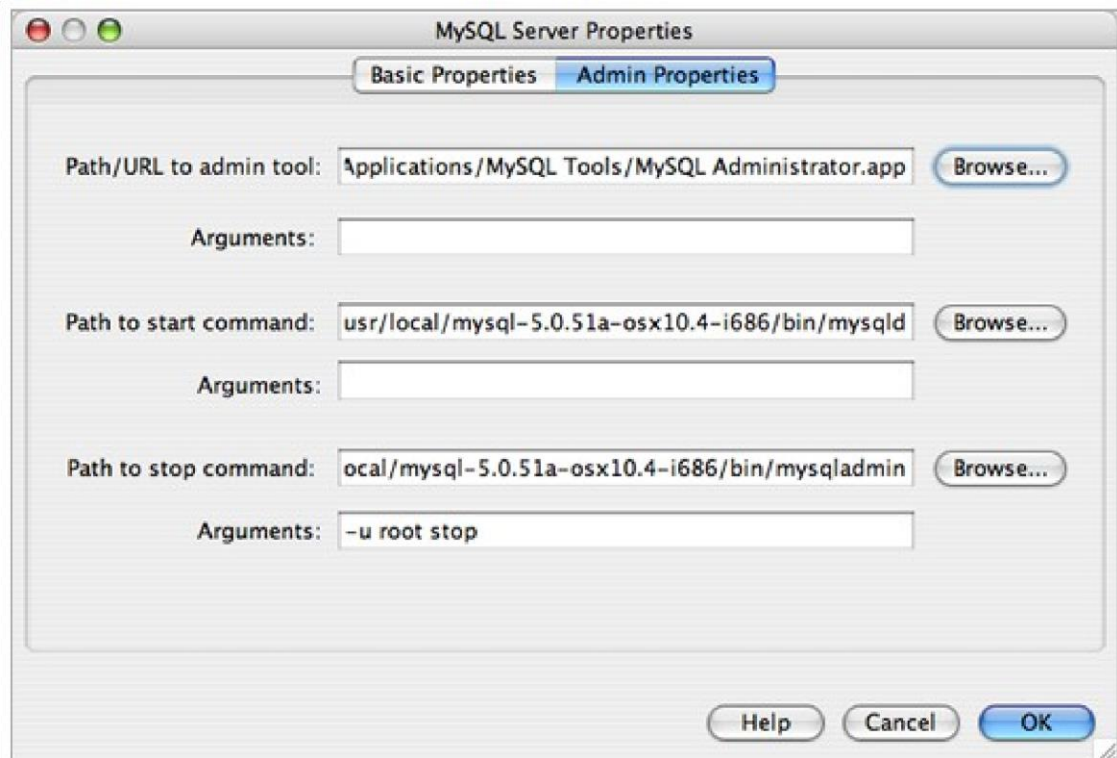 MySQL Server Properties
Basic Properties Admin Properties
Path/URL to admin tool: Applications/MySQL Tools/MySQL Administrator.app Browse...
Arguments:
Path to start command: usr/local/mysql-5.0.51a-osx10.4-i686/bin/mysqld Browse...
Arguments:
Path to stop command: ocal/mysql-5.0.51a-osx10.4-i686/bin/mysqladmin Browse...
Arguments: -u root stop
Help Cancel OK